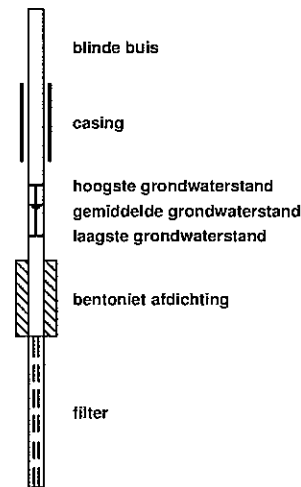 blinde buis
casing
hoogste grondwaterstand
gemiddelde grondwaterstand
laagste grondwaterstand
bentoniet afdichting
filter